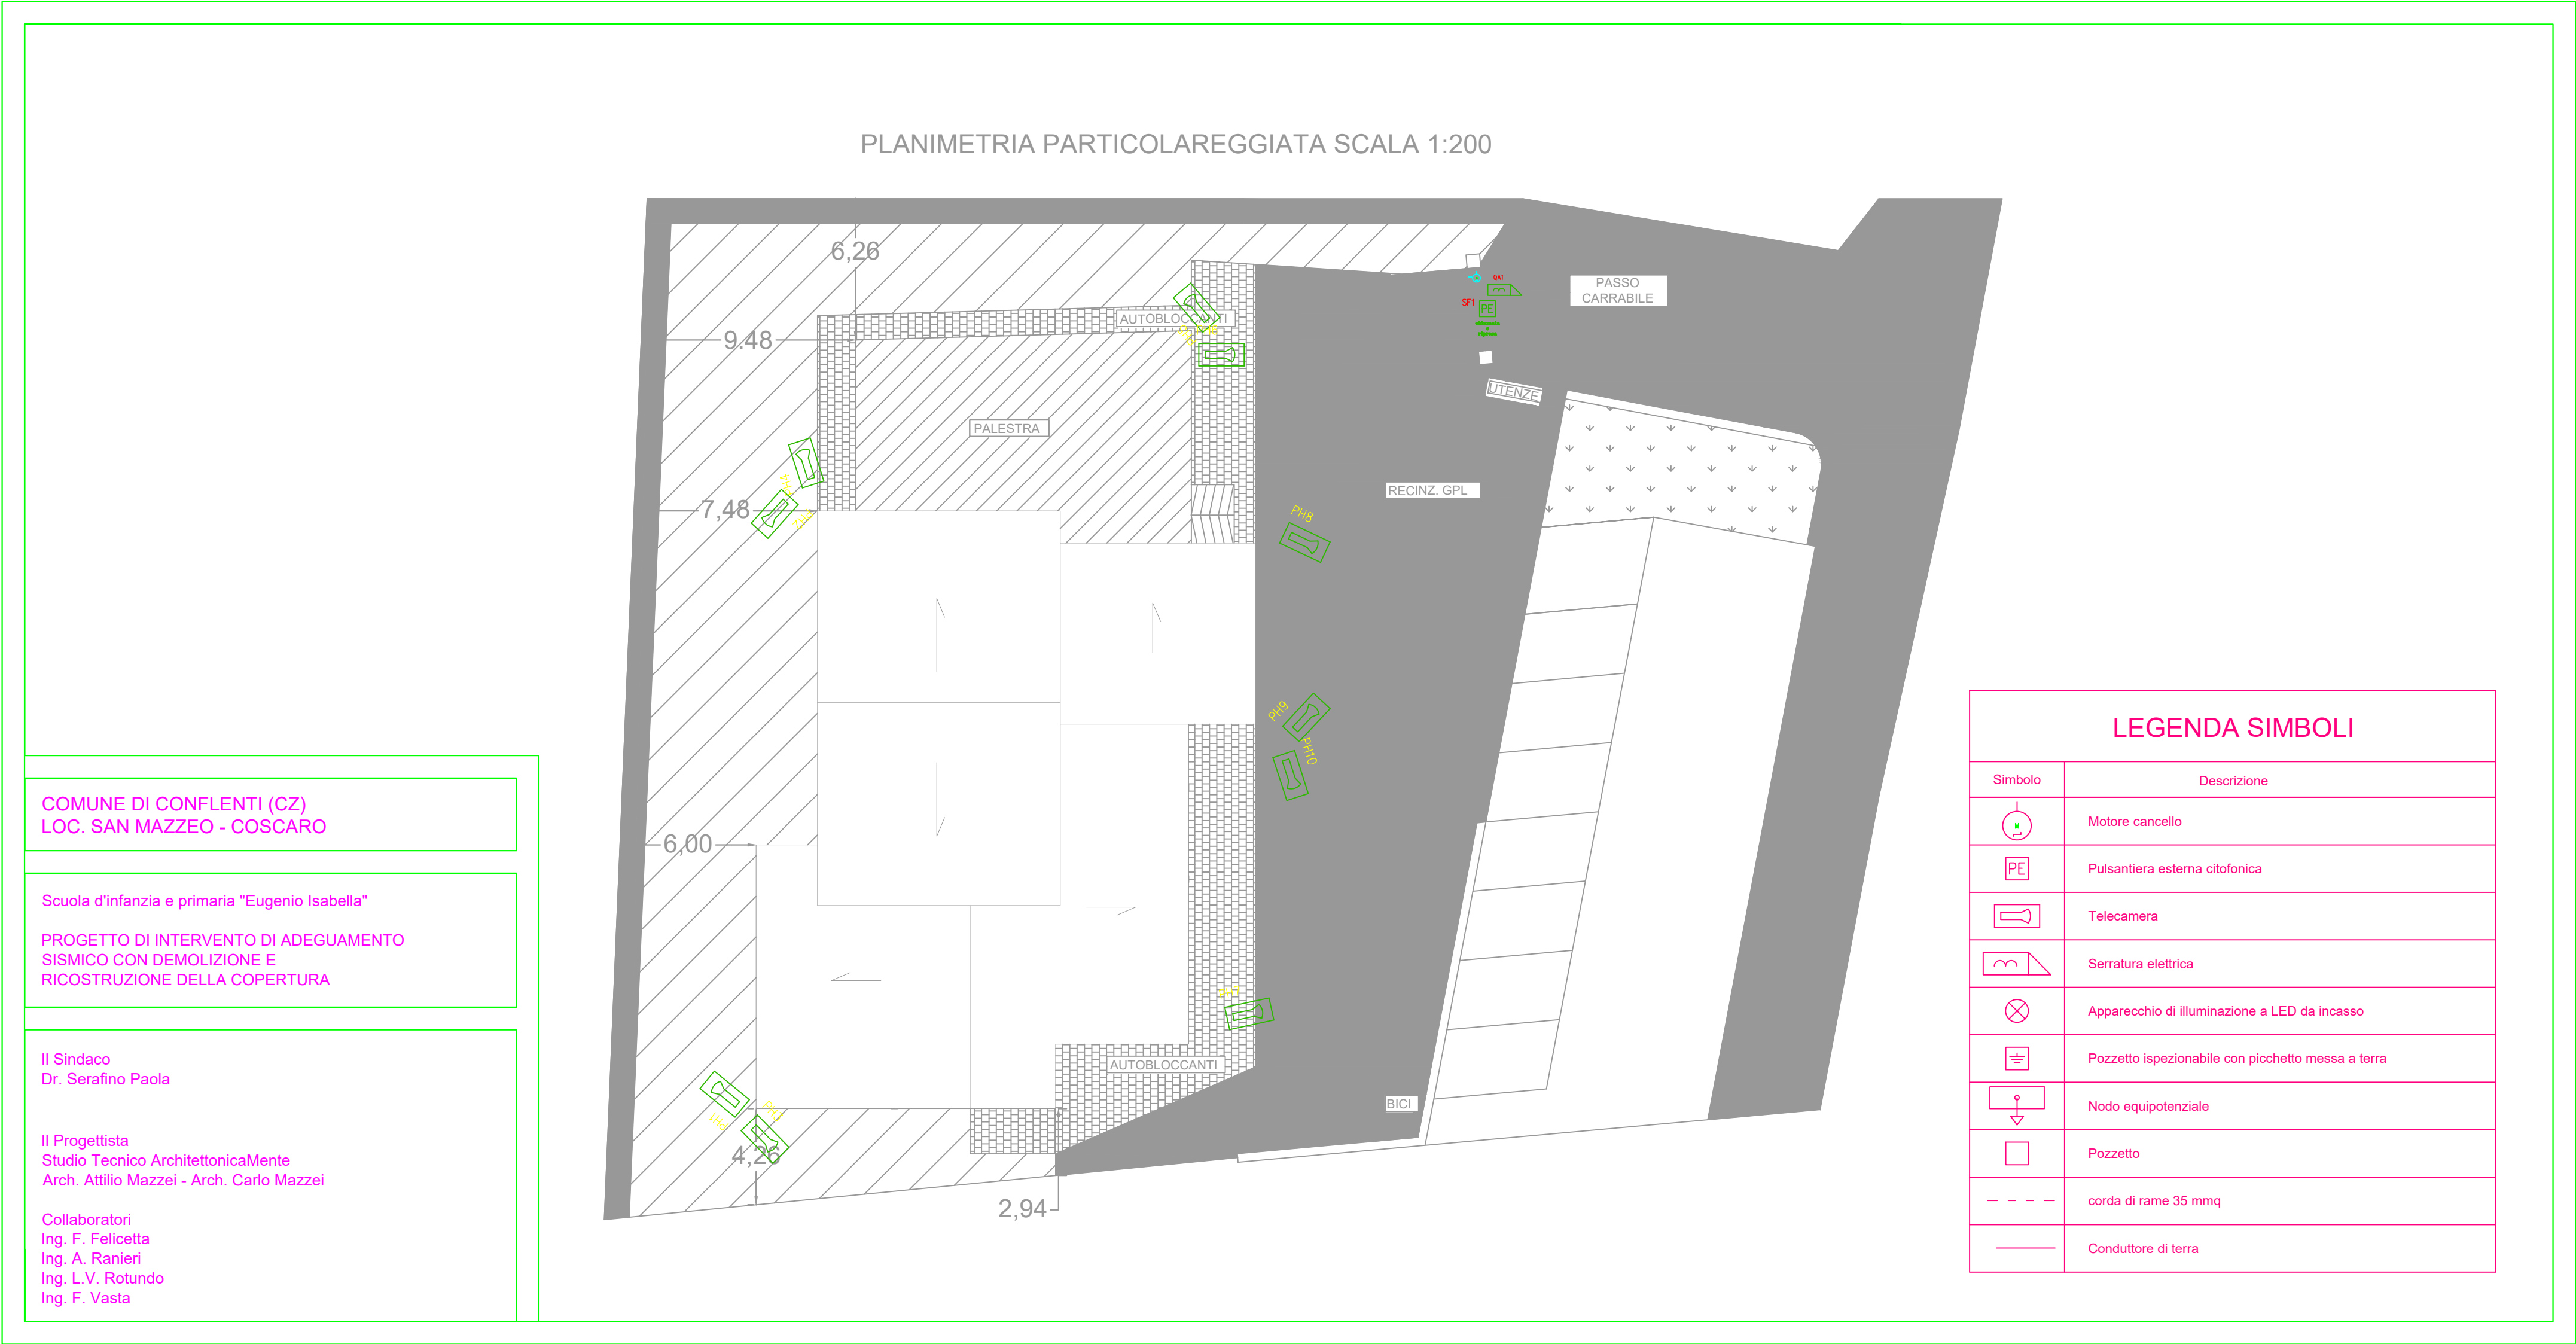 PLANIMETRIA PARTICOLAREGGIATA SCALA 1:200
6,26
QA1
PASSO
CARRABILE
SF1
PE
AUTOBLOCCANTI
9.48
UTENZE
PALESTRA
RECINZ. GPL
7,48
PH8
PH9
PH10
6,00
AUTOBLOCCANTI
BICI
PH1
4,26
2,94
COMUNE DI CONFLENTI (CZ)
LOC. SAN MAZZEO - COSCARO
Scuola d'infanzia e primaria "Eugenio Isabella"
PROGETTO DI INTERVENTO DI ADEGUAMENTO
SISMICO CON DEMOLIZIONE E
RICOSTRUZIONE DELLA COPERTURA
Il Sindaco
Dr. Serafino Paola
Il Progettista
Studio Tecnico ArchitettonicaMente
Arch. Attilio Mazzei - Arch. Carlo Mazzei
Collaboratori
Ing. F. Felicetta
Ing. A. Ranieri
Ing. L.V. Rotundo
Ing. F. Vasta
LEGENDA SIMBOLI
Simbolo Descrizione
M Motore cancello
PE Pulsantiera esterna citofonica
Telecamera
Serratura elettrica
Apparecchio di illuminazione a LED da incasso
Pozzetto ispezionabile con picchetto messa a terra
Nodo equipotenziale
Pozzetto
corda di rame 35 mmq
Conduttore di terra